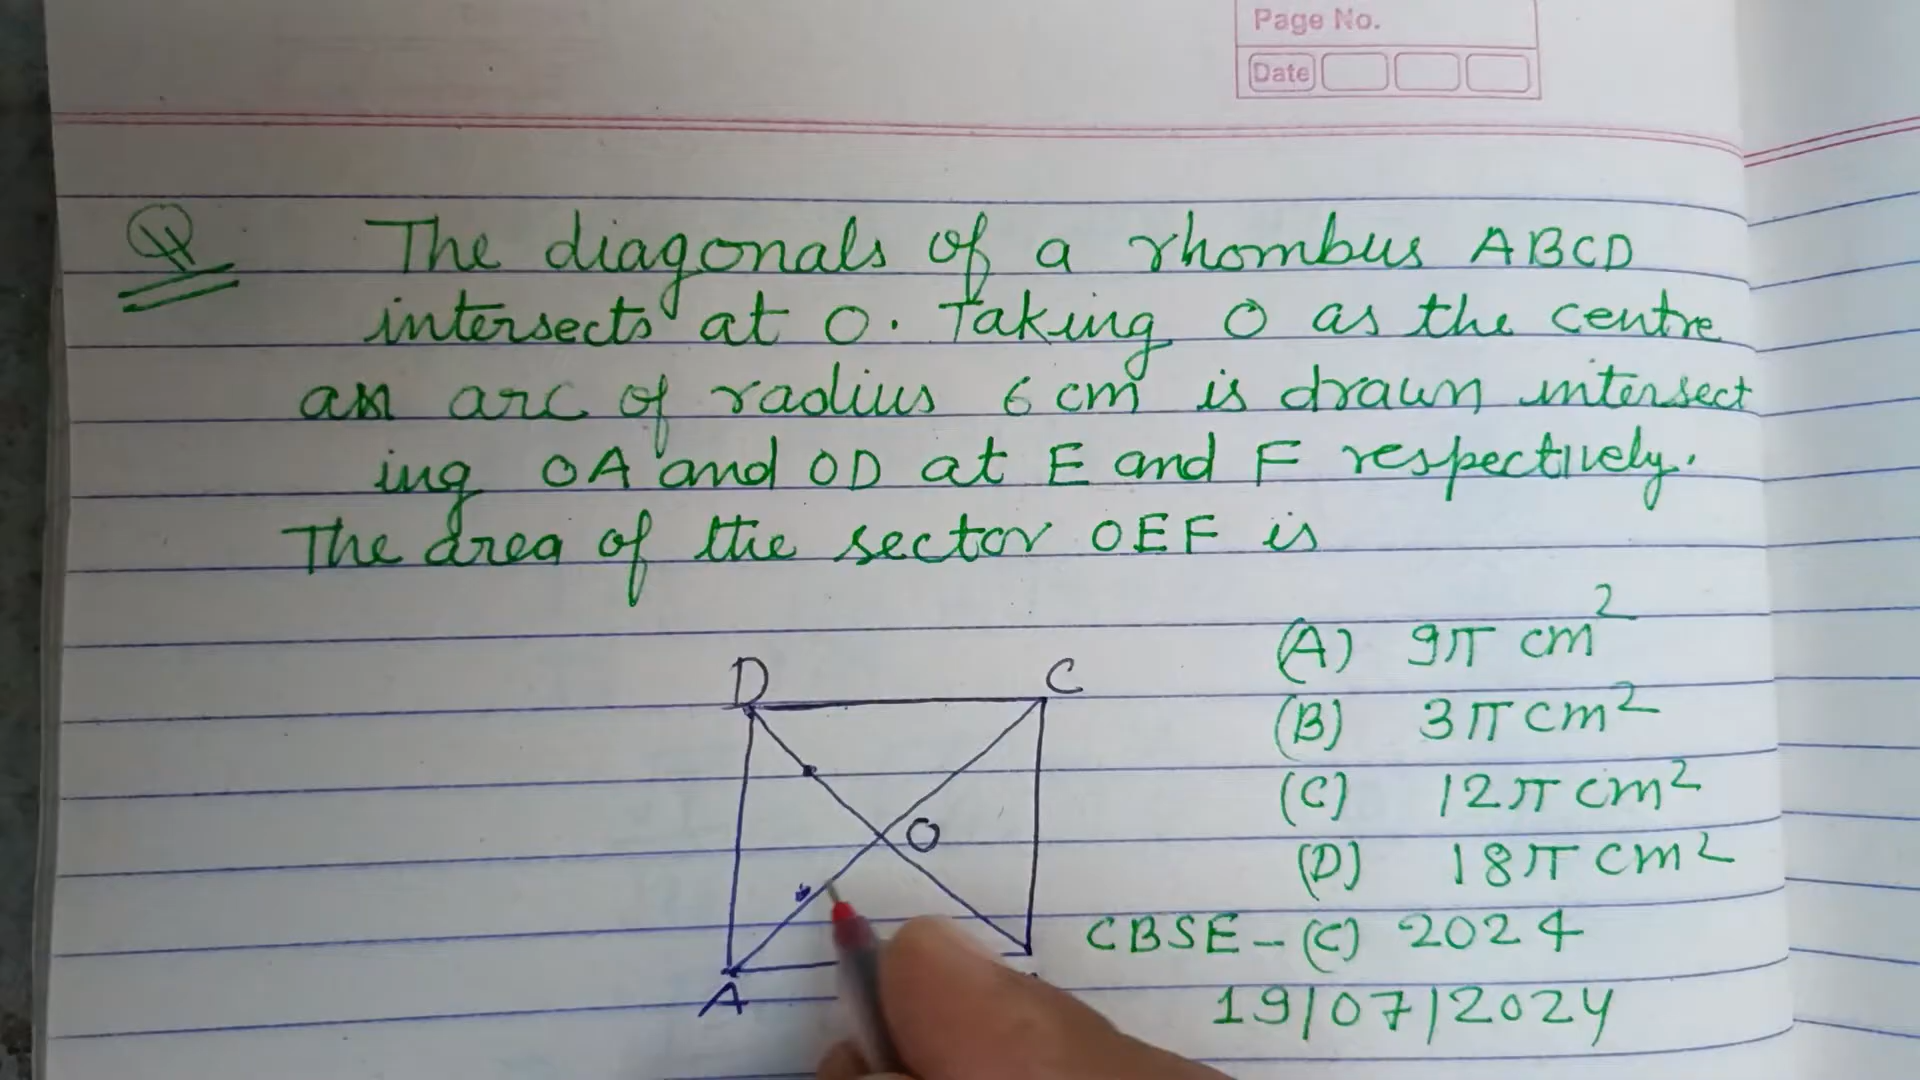 Page No.
Date
Q The diagonals of a rhombus ABCD
intersects at O. Taking O as the centre
an arc of radius 6 cm is drawn intersect
ing OA and OD at E and F respectively.
The area of the sector OEF is
(A) 9π cm²
(B) 3π cm²
(C) 12π cm²
(D) 18π cm²
CBSE - (C) 2024
19/07/2024
D C
O
A